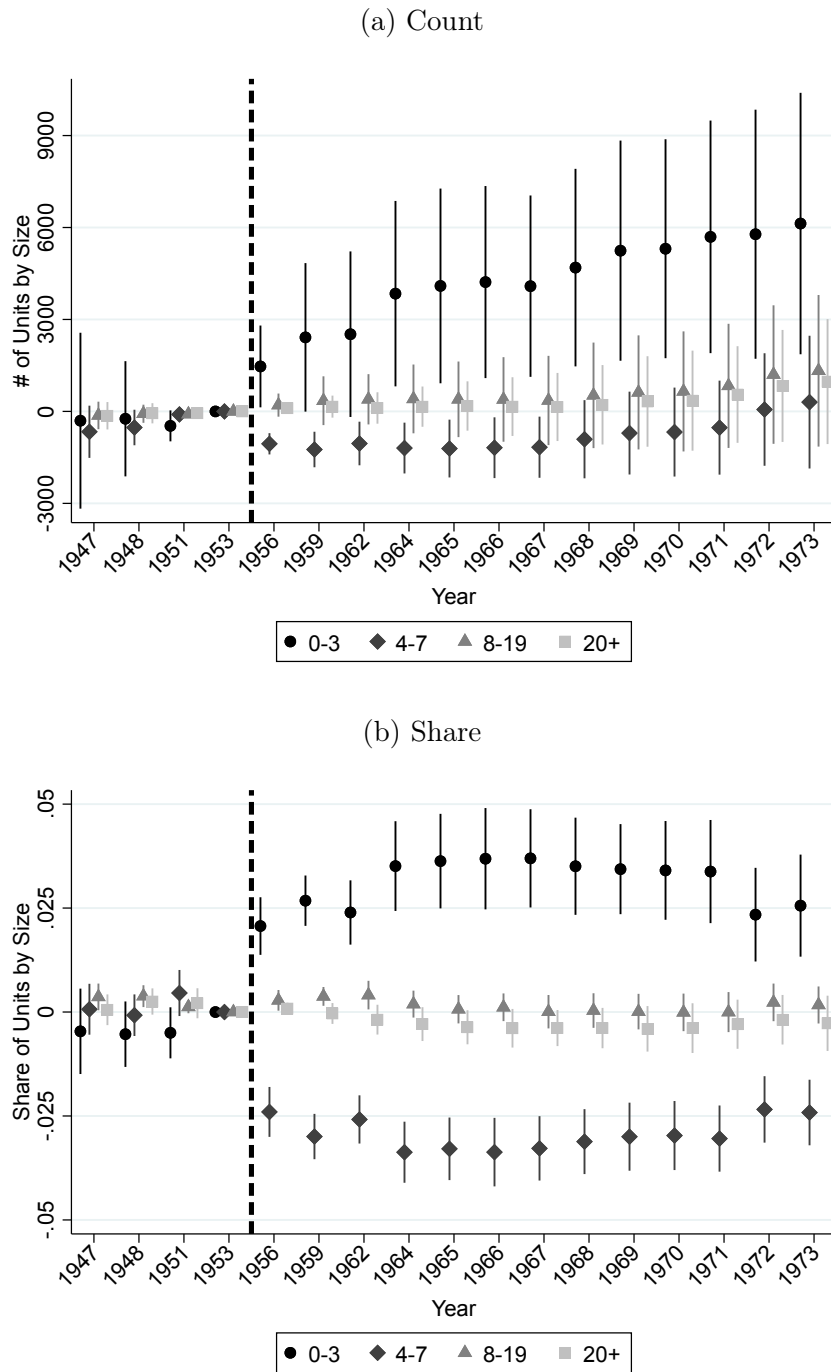 (a) Count
# of Units by Size
9000
6000
3000
0
-3000
1947 1948 1951 1953 1956 1959 1962 1964 1965 1966 1967 1968 1969 1970 1971 1972 1973
Year
0-3 4-7 8-19 20+
(b) Share
Share of Units by Size
.05
.025
0
-.025
-.05
1947 1948 1951 1953 1956 1959 1962 1964 1965 1966 1967 1968 1969 1970 1971 1972 1973
Year
0-3 4-7 8-19 20+